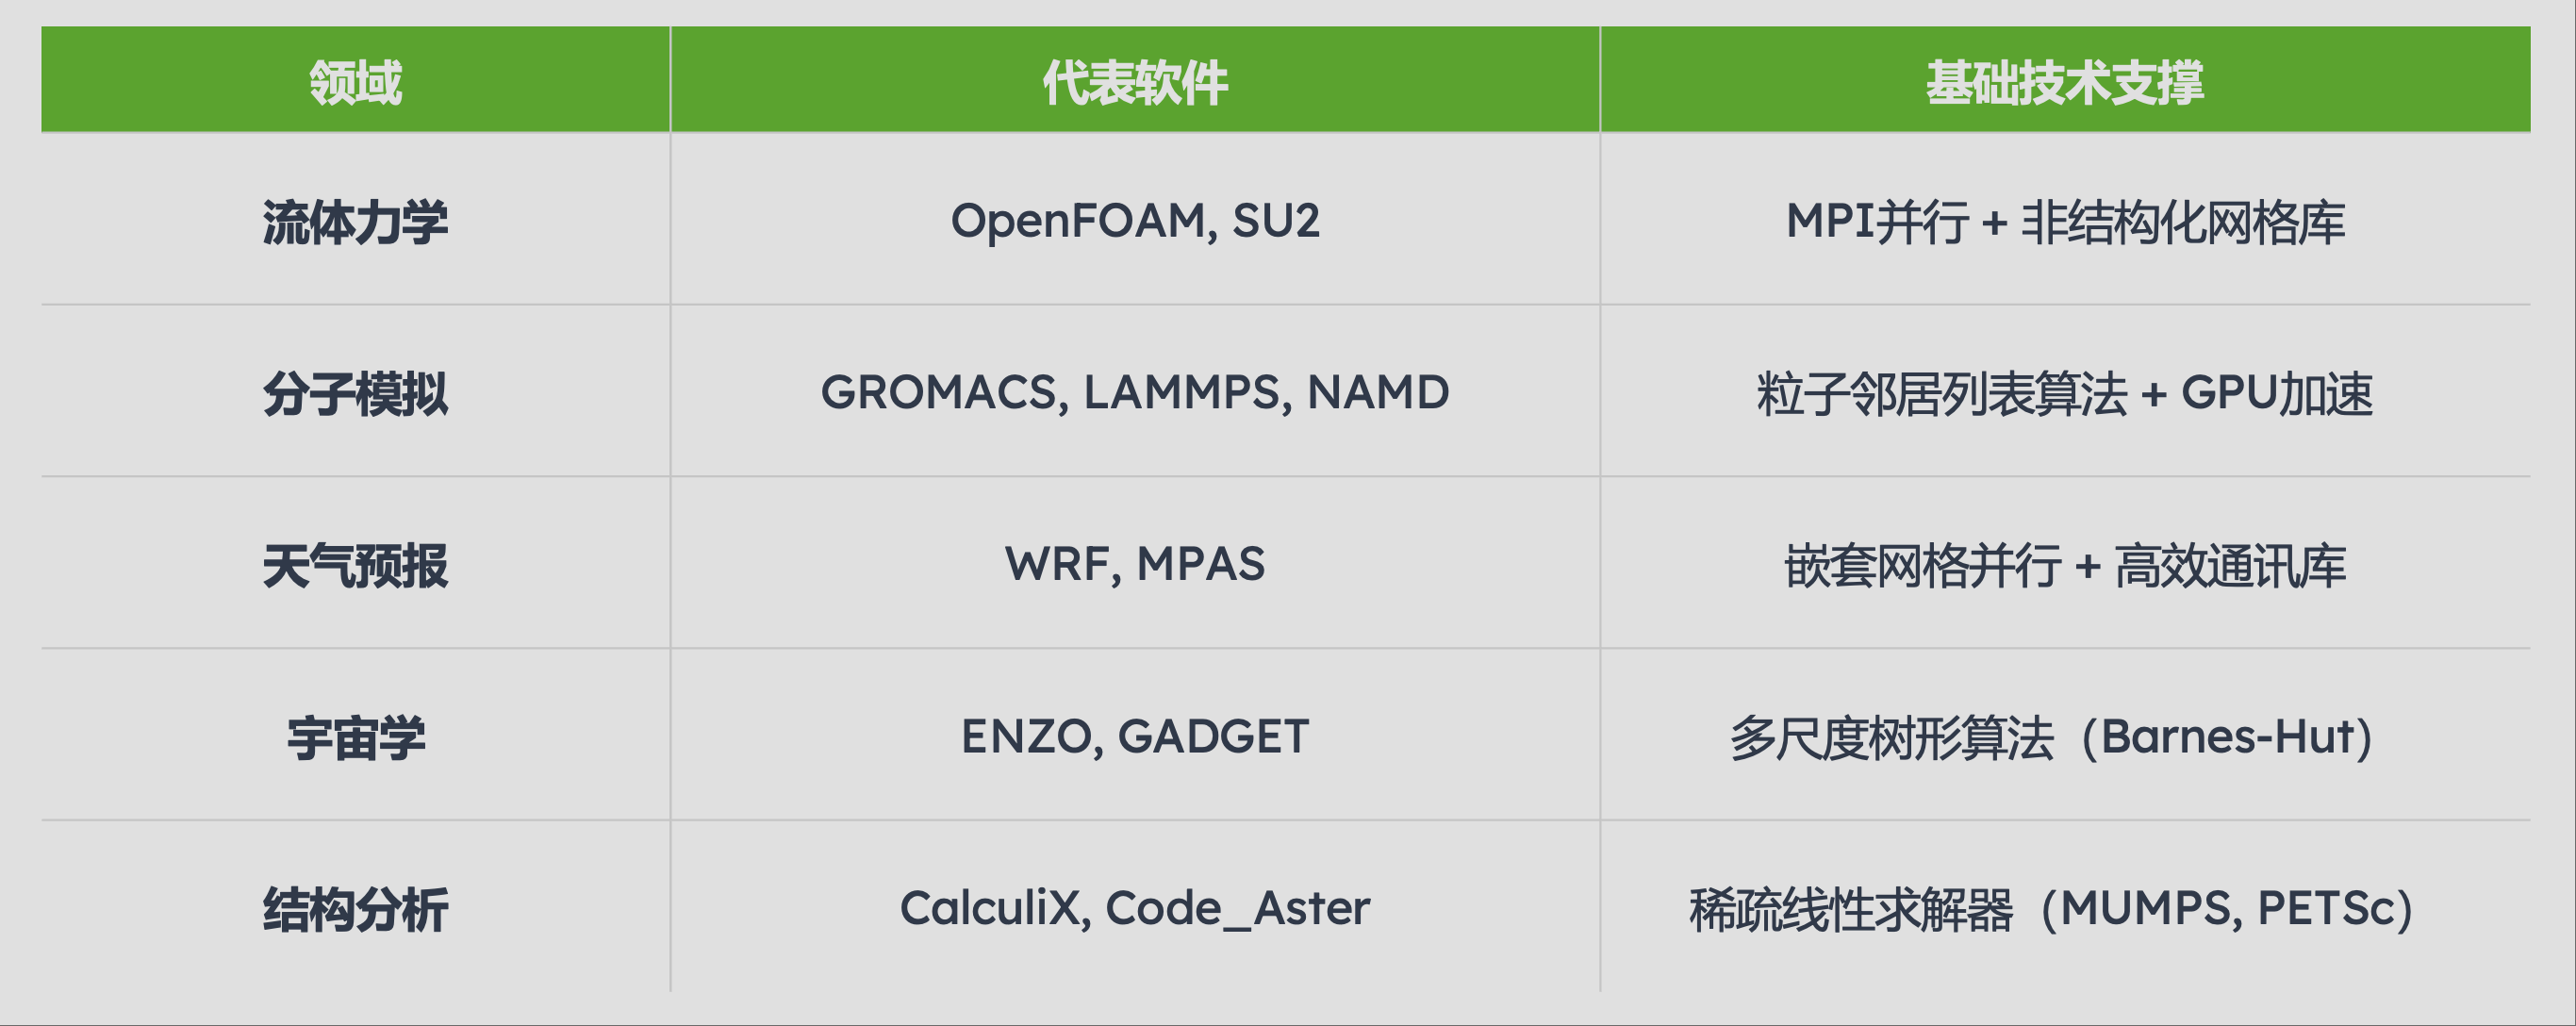 领域 代表软件 基础技术支撑
流体力学 OpenFOAM, SU2 MPI并行 + 非结构化网格库
分子模拟 GROMACS, LAMMPS, NAMD 粒子邻居列表算法 + GPU加速
天气预报 WRF, MPAS 嵌套网格并行 + 高效通讯库
宇宙学 ENZO, GADGET 多尺度树形算法（Barnes-Hut）
结构分析 CalculiX, Code_Aster 稀疏线性求解器（MUMPS, PETSc）